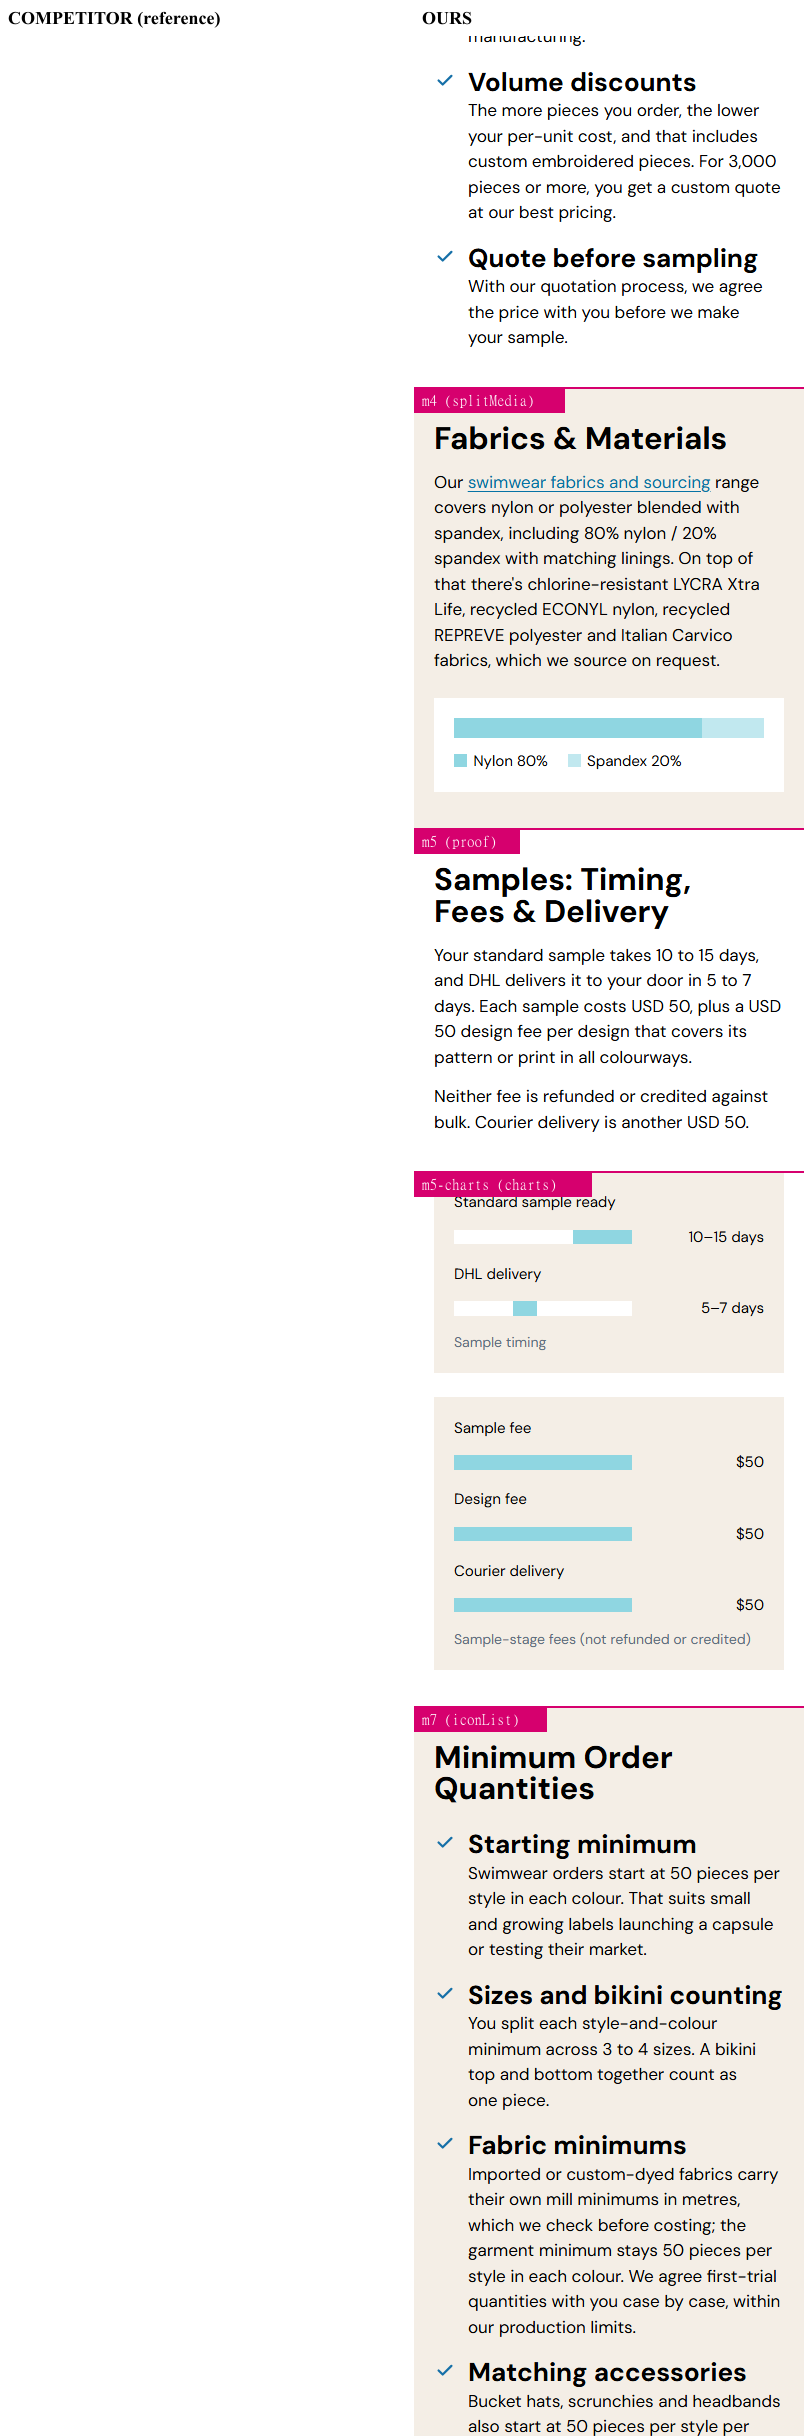 COMPETITOR (reference)
OURS
manufacturing.
Volume discounts
The more pieces you order, the lower
your per-unit cost, and that includes
custom embroidered pieces. For 3,000
pieces or more, you get a custom quote
at our best pricing.
Quote before sampling
With our quotation process, we agree
the price with you before we make
your sample.
m4 (splitMedia)
Fabrics & Materials
Our swimwear fabrics and sourcing range
covers nylon or polyester blended with
spandex, including 80% nylon / 20%
spandex with matching linings. On top of
that there's chlorine-resistant LYCRA Xtra
Life, recycled ECONYL nylon, recycled
REPREVE polyester and Italian Carvico
fabrics, which we source on request.
Nylon 80% Spandex 20%
m5 (proof)
Samples: Timing,
Fees & Delivery
Your standard sample takes 10 to 15 days,
and DHL delivers it to your door in 5 to 7
days. Each sample costs USD 50, plus a USD
50 design fee per design that covers its
pattern or print in all colourways.
Neither fee is refunded or credited against
bulk. Courier delivery is another USD 50.
m5-charts (charts)
Standard sample ready
10–15 days
DHL delivery
5–7 days
Sample timing
Sample fee
$50
Design fee
$50
Courier delivery
$50
Sample-stage fees (not refunded or credited)
m7 (iconList)
Minimum Order
Quantities
Starting minimum
Swimwear orders start at 50 pieces per
style in each colour. That suits small
and growing labels launching a capsule
or testing their market.
Sizes and bikini counting
You split each style-and-colour
minimum across 3 to 4 sizes. A bikini
top and bottom together count as
one piece.
Fabric minimums
Imported or custom-dyed fabrics carry
their own mill minimums in metres,
which we check before costing; the
garment minimum stays 50 pieces per
style in each colour. We agree first-trial
quantities with you case by case, within
our production limits.
Matching accessories
Bucket hats, scrunchies and headbands
also start at 50 pieces per style per